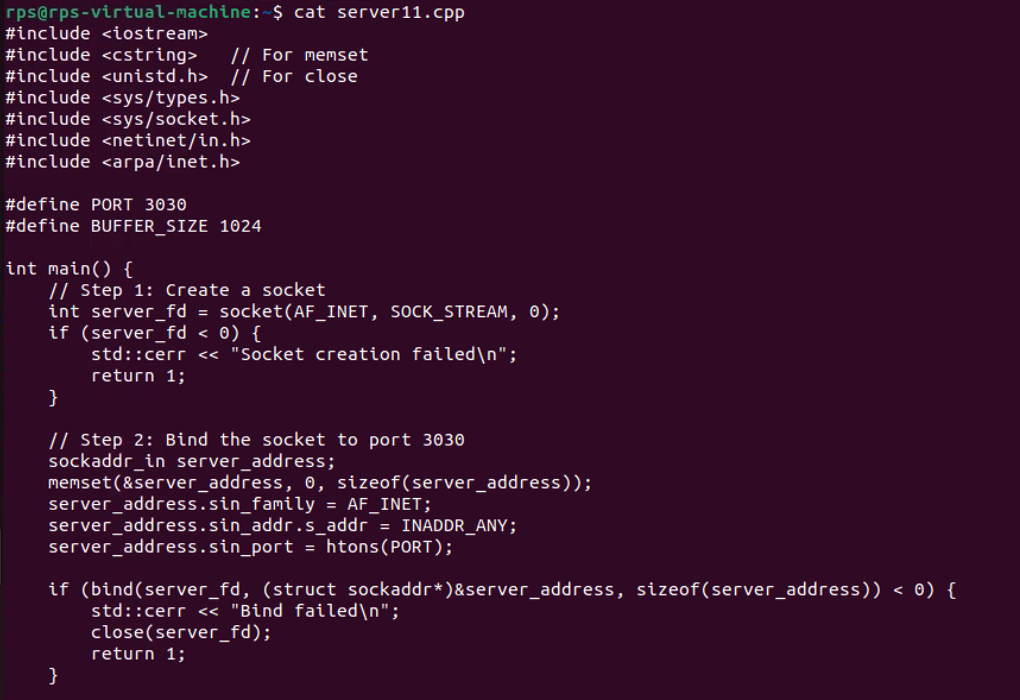 rps@rps-virtual-machine:~$ cat server11.cpp
#include <iostream>
#include <cstring>   // For memset
#include <unistd.h>  // For close
#include <sys/types.h>
#include <sys/socket.h>
#include <netinet/in.h>
#include <arpa/inet.h>

#define PORT 3030
#define BUFFER_SIZE 1024

int main() {
    // Step 1: Create a socket
    int server_fd = socket(AF_INET, SOCK_STREAM, 0);
    if (server_fd < 0) {
        std::cerr << "Socket creation failed\n";
        return 1;
    }

    // Step 2: Bind the socket to port 3030
    sockaddr_in server_address;
    memset(&server_address, 0, sizeof(server_address));
    server_address.sin_family = AF_INET;
    server_address.sin_addr.s_addr = INADDR_ANY;
    server_address.sin_port = htons(PORT);

    if (bind(server_fd, (struct sockaddr*)&server_address, sizeof(server_address)) < 0) {
        std::cerr << "Bind failed\n";
        close(server_fd);
        return 1;
    }